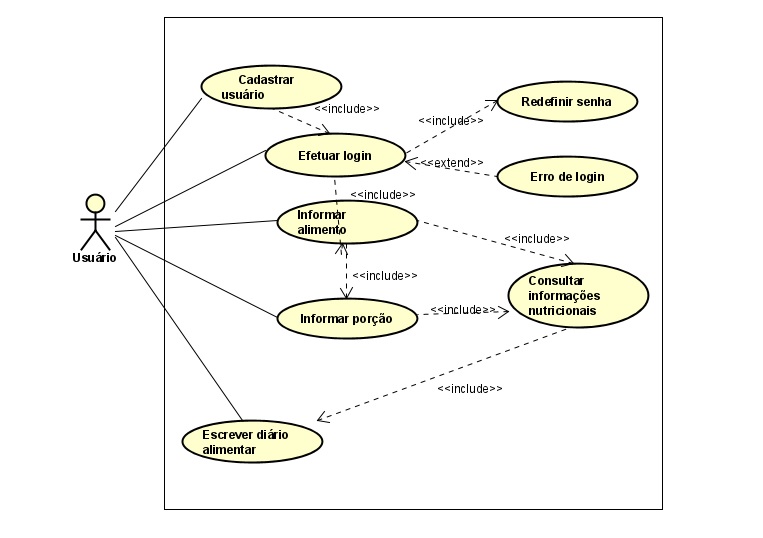 Cadastrar
usuário
<<include>>
Redefinir senha
<<include>>
Efetuar login
<<extend>>
Erro de login
<<include>>
Informar
alimento
<<include>>
Usuário
<<include>>
Consultar
informações
nutricionais
Informar porção
<<include>>
<<include>>
Escrever diário
alimentar